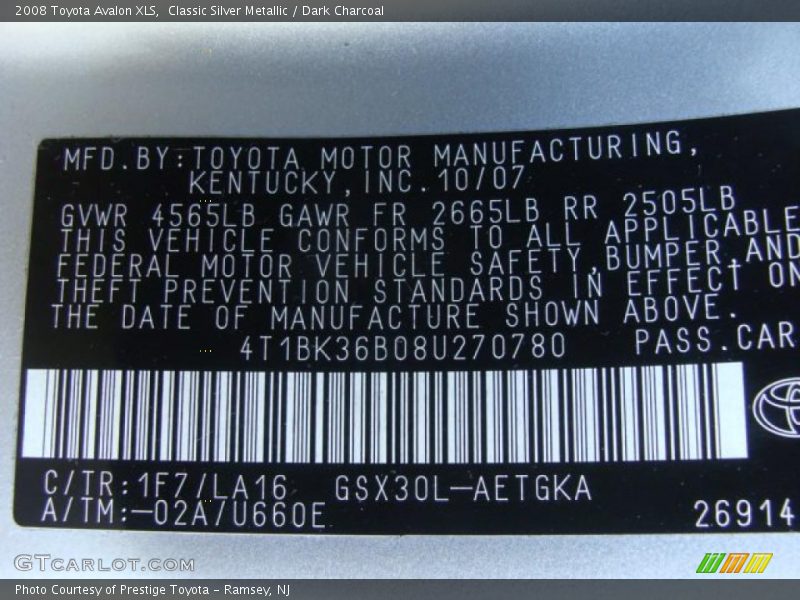 2008 Toyota Avalon XLS,  Classic Silver Metallic / Dark Charcoal
MFD.BY:TOYOTA MOTOR MANUFACTURING,
KENTUCKY,INC.10/07
GVWR 4565LB GAWR FR 2665LB RR 2505LB
THIS VEHICLE CONFORMS TO ALL APPLICABLE
FEDERAL MOTOR VEHICLE SAFETY,BUMPER,AND
THEFT PREVENTION STANDARDS IN EFFECT ON
THE DATE OF MANUFACTURE SHOWN ABOVE.
4T1BK36B08U270780 PASS.CAR
C/TR:1F7/LA16 GSX30L-AETGKA
A/TM:-02A/U660E 26914
GTCARLOT.COM
Photo Courtesy of Prestige Toyota - Ramsey, NJ